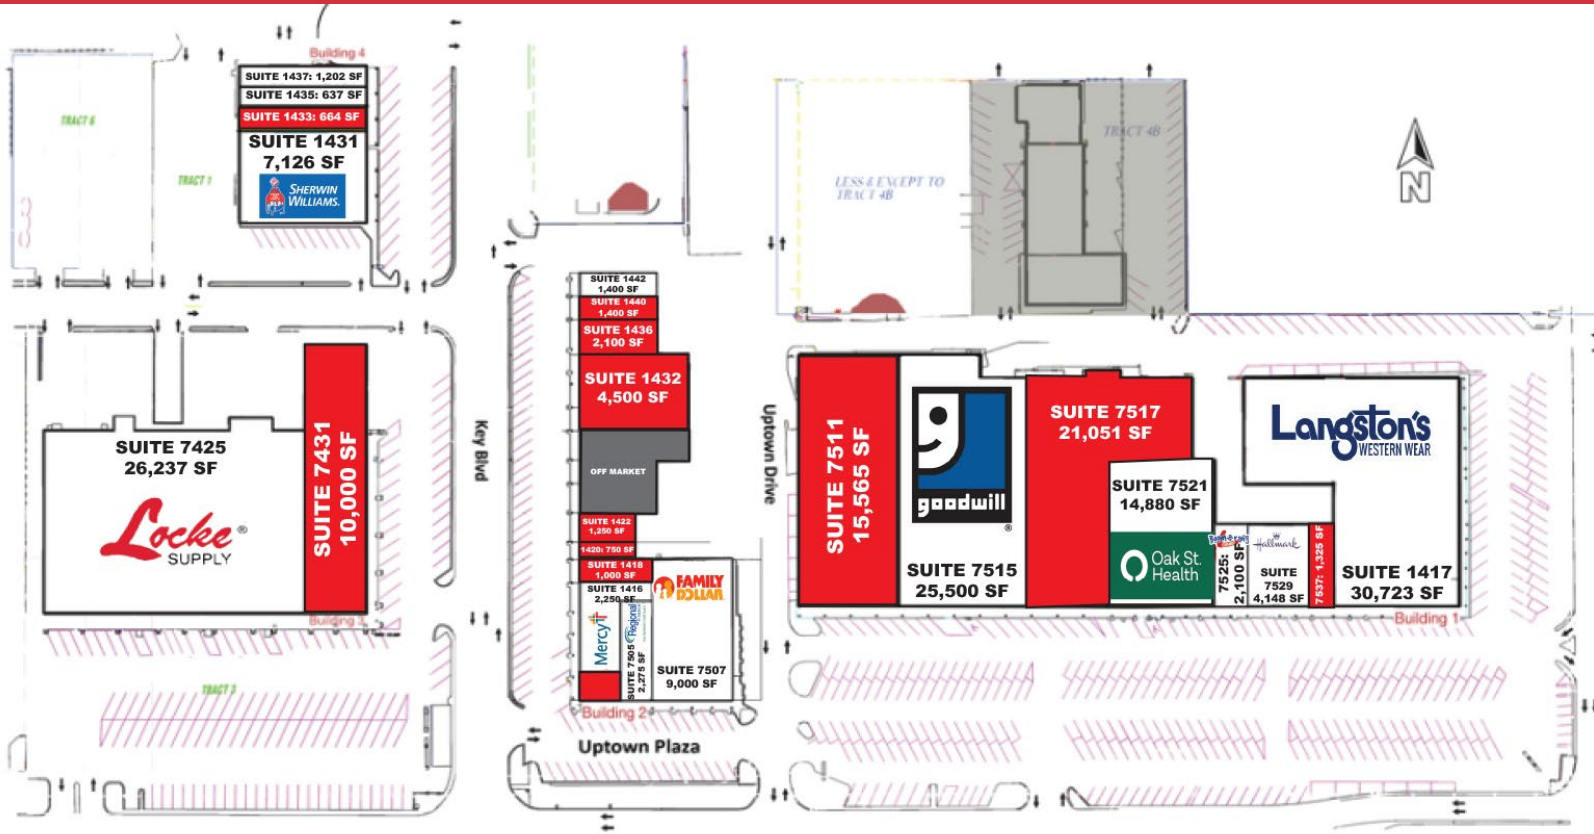 Building 4
SUITE 1437: 1,202 SF
SUITE 1435: 637 SF
SUITE 1433: 664 SF
SUITE 1431
7,126 SF
SHERWIN
WILLIAMS.
TRACT 6
TRACT 1
SUITE 7425
26,237 SF
Locke®
SUPPLY
SUITE 7431
10,000 SF
Building 3
TRACT 3
Key Blvd
SUITE 1442
1,400 SF
SUITE 1440
1,400 SF
SUITE 1436
2,100 SF
SUITE 1432
4,500 SF
OFF MARKET
SUITE 1422
1,250 SF
1420: 750 SF
SUITE 1418
1,000 SF
SUITE 1416
2,250 SF
Mercy
SUITE 7505
2,275 SF
Regional
FAMILY
DOLLAR
SUITE 7507
9,000 SF
Building 2
Uptown Plaza
Uptown Drive
LESS & EXCEPT TO
TRACT 4B
TRACT 4B
N
SUITE 7511
15,565 SF
goodwill®
SUITE 7515
25,500 SF
SUITE 7517
21,051 SF
SUITE 7521
14,880 SF
Oak St.
Health
7525:
2,100 SF
Hallmark
SUITE
7529
4,148 SF
7537: 1,325 SF
Langston's
WESTERN WEAR
SUITE 1417
30,723 SF
Building 1